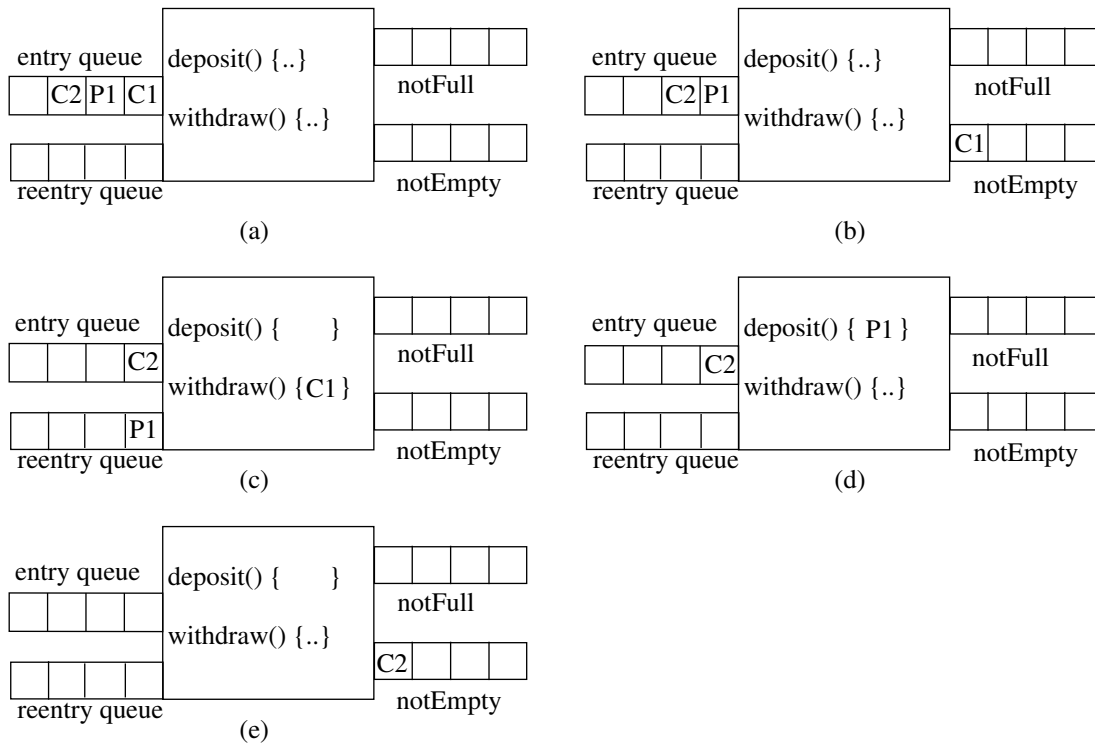 entry queue
C2 P1 C1
reentry queue
deposit() {..}
withdraw() {..}
notFull
notEmpty
(a)
entry queue
C2 P1
reentry queue
deposit() {..}
withdraw() {..}
notFull
C1
notEmpty
(b)
entry queue
C2
P1
reentry queue
deposit() { }
withdraw() {C1}
notFull
notEmpty
(c)
entry queue
C2
reentry queue
deposit() { P1 }
withdraw() {..}
notFull
notEmpty
(d)
entry queue
reentry queue
deposit() { }
withdraw() {..}
notFull
C2
notEmpty
(e)